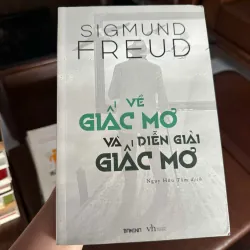 SIGMUND
FREUD
VỀ
GIẤC MƠ
VÀ DIỄN GIẢI
GIẤC MƠ